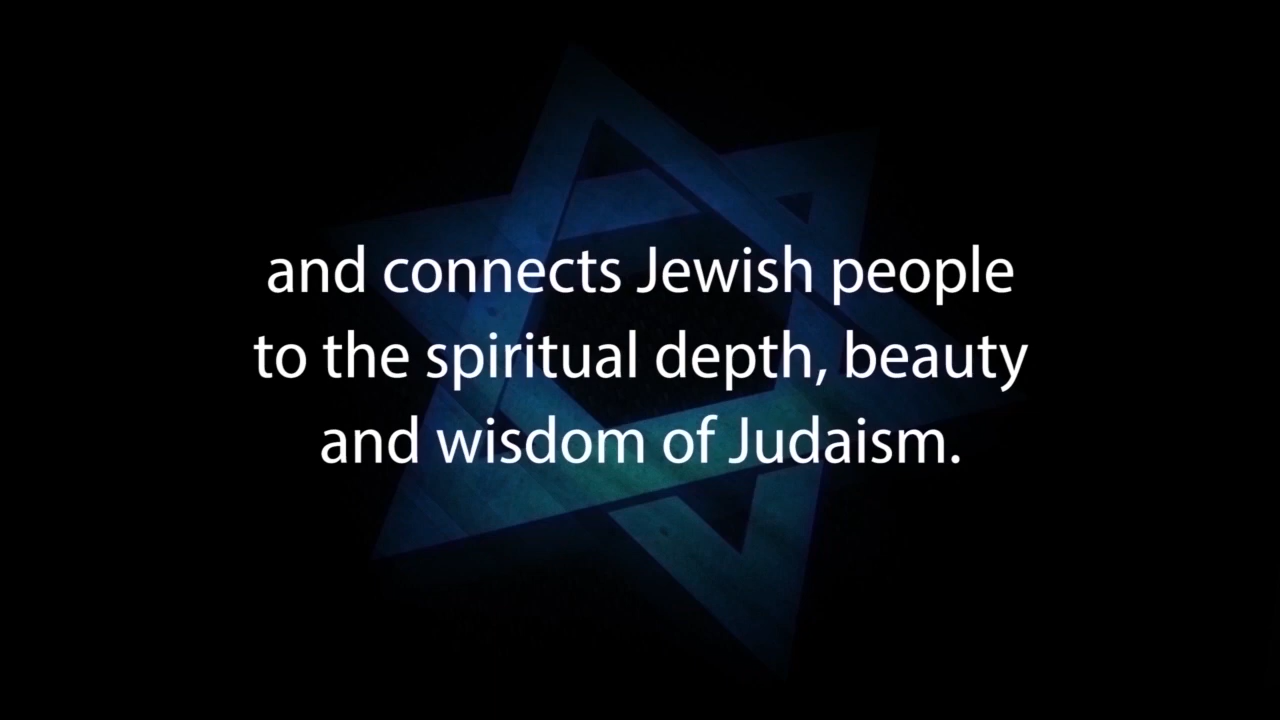 and connects Jewish people
to the spiritual depth, beauty
and wisdom of Judaism.